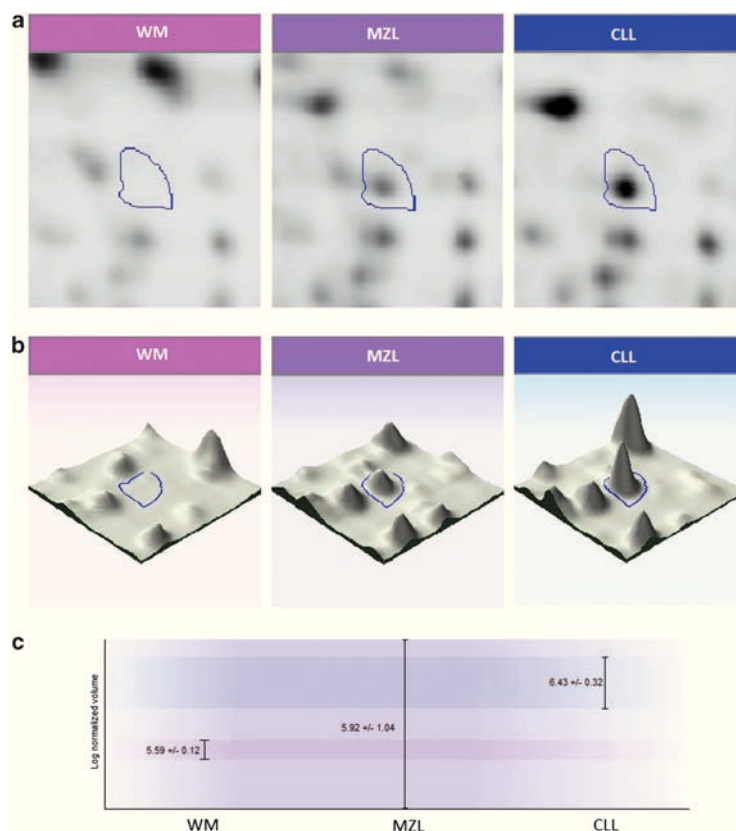 a
WM MZL CLL
b
WM MZL CLL
c
Log normalized volume
6.43 +/- 0.32
5.92 +/- 1.04
5.59 +/- 0.12
WM MZL CLL